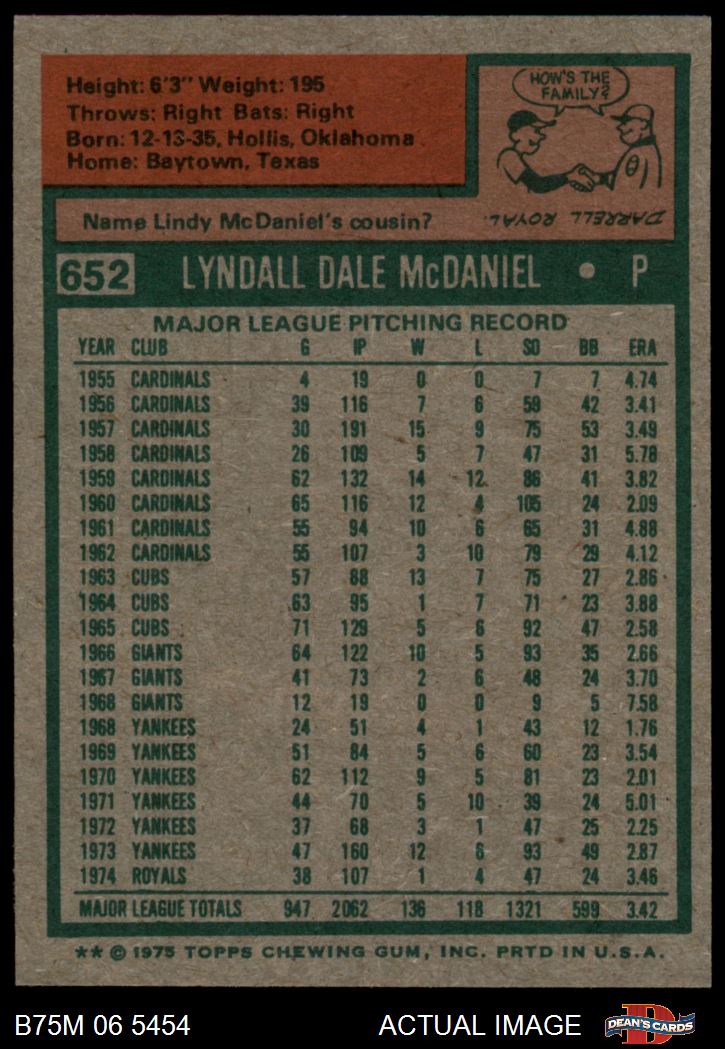 Height: 6'3" Weight: 195
Throws: Right Bats: Right
Born: 12-13-35, Hollis, Oklahoma
Home: Baytown, Texas
HOW'S THE
FAMILY?
Name Lindy McDaniel's cousin?
DARRELL ROYAL.
652 LYNDALL DALE McDANIEL • P
MAJOR LEAGUE PITCHING RECORD
YEAR CLUB G IP W L SO BB ERA
1955 CARDINALS 4 19 0 0 7 7 4.74
1956 CARDINALS 39 116 7 6 59 42 3.41
1957 CARDINALS 30 191 15 9 75 53 3.49
1958 CARDINALS 26 109 5 7 47 31 5.78
1959 CARDINALS 62 132 14 12 86 41 3.82
1960 CARDINALS 65 116 12 4 105 24 2.09
1961 CARDINALS 55 94 10 6 65 31 4.88
1962 CARDINALS 55 107 3 10 79 29 4.12
1963 CUBS 57 88 13 7 75 27 2.86
1964 CUBS 63 95 1 7 71 23 3.88
1965 CUBS 71 129 5 6 92 47 2.58
1966 GIANTS 64 122 10 5 93 35 2.66
1967 GIANTS 41 73 2 6 48 24 3.70
1968 GIANTS 12 19 0 0 9 5 7.58
1968 YANKEES 24 51 4 1 43 12 1.76
1969 YANKEES 51 84 5 6 60 23 3.54
1970 YANKEES 62 112 9 5 81 23 2.01
1971 YANKEES 44 70 5 10 39 24 5.01
1972 YANKEES 37 68 3 1 47 25 2.25
1973 YANKEES 47 160 12 6 93 49 2.87
1974 ROYALS 38 107 1 4 47 24 3.46
MAJOR LEAGUE TOTALS 947 2062 136 118 1321 599 3.42
** © 1975 TOPPS CHEWING GUM, INC. PRTD IN U.S.A.
B75M 06 5454 ACTUAL IMAGE DEAN'S CARDS